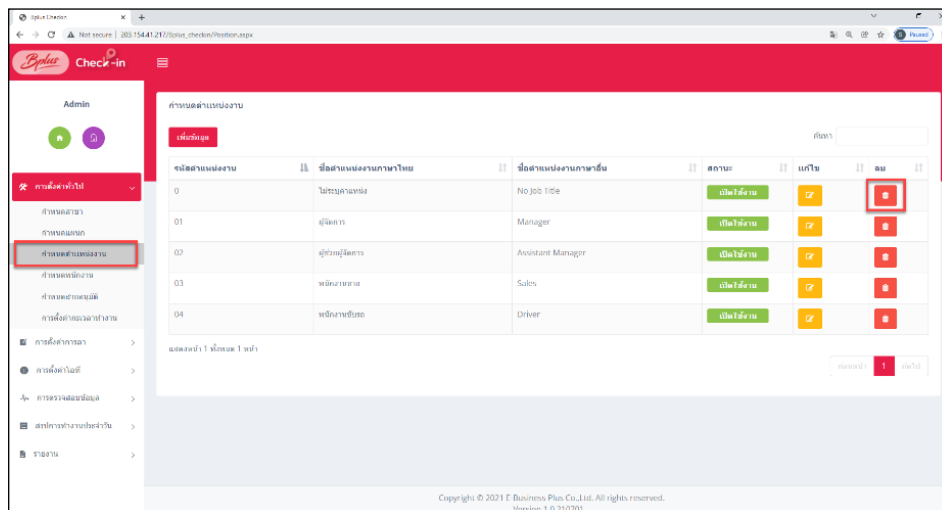 Bplus Checkin
Not secure | 203.154.41.217/Bplus_checkin/Position.aspx
Paused
Bplus Check-in
Admin
กำหนดตำแหน่งงาน
เพิ่มข้อมูล
ค้นหา
รหัสตำแหน่งงาน ชื่อตำแหน่งงานภาษาไทย ชื่อตำแหน่งงานภาษาอื่น สถานะ แก้ไข ลบ
0 ไม่ระบุตำแหน่ง No Job Title เปิดใช้งาน
01 ผู้จัดการ Manager เปิดใช้งาน
02 ผู้ช่วยผู้จัดการ Assistant Manager เปิดใช้งาน
03 พนักงานขาย Sales เปิดใช้งาน
04 พนักงานขับรถ Driver เปิดใช้งาน
แสดงหน้า 1 ทั้งหมด 1 หน้า
ก่อนหน้า 1 ถัดไป
การตั้งค่าทั่วไป
กำหนดสาขา
กำหนดแผนก
กำหนดตำแหน่งงาน
กำหนดพนักงาน
กำหนดสายอนุมัติ
การตั้งค่ากะเวลาทำงาน
การตั้งค่าการลา
การตั้งค่าโอที
การตรวจสอบข้อมูล
สรุปการทำงานประจำวัน
รายงาน
Copyright © 2021 E-Business Plus Co.,Ltd. All rights reserved.
Version 1.0.210701